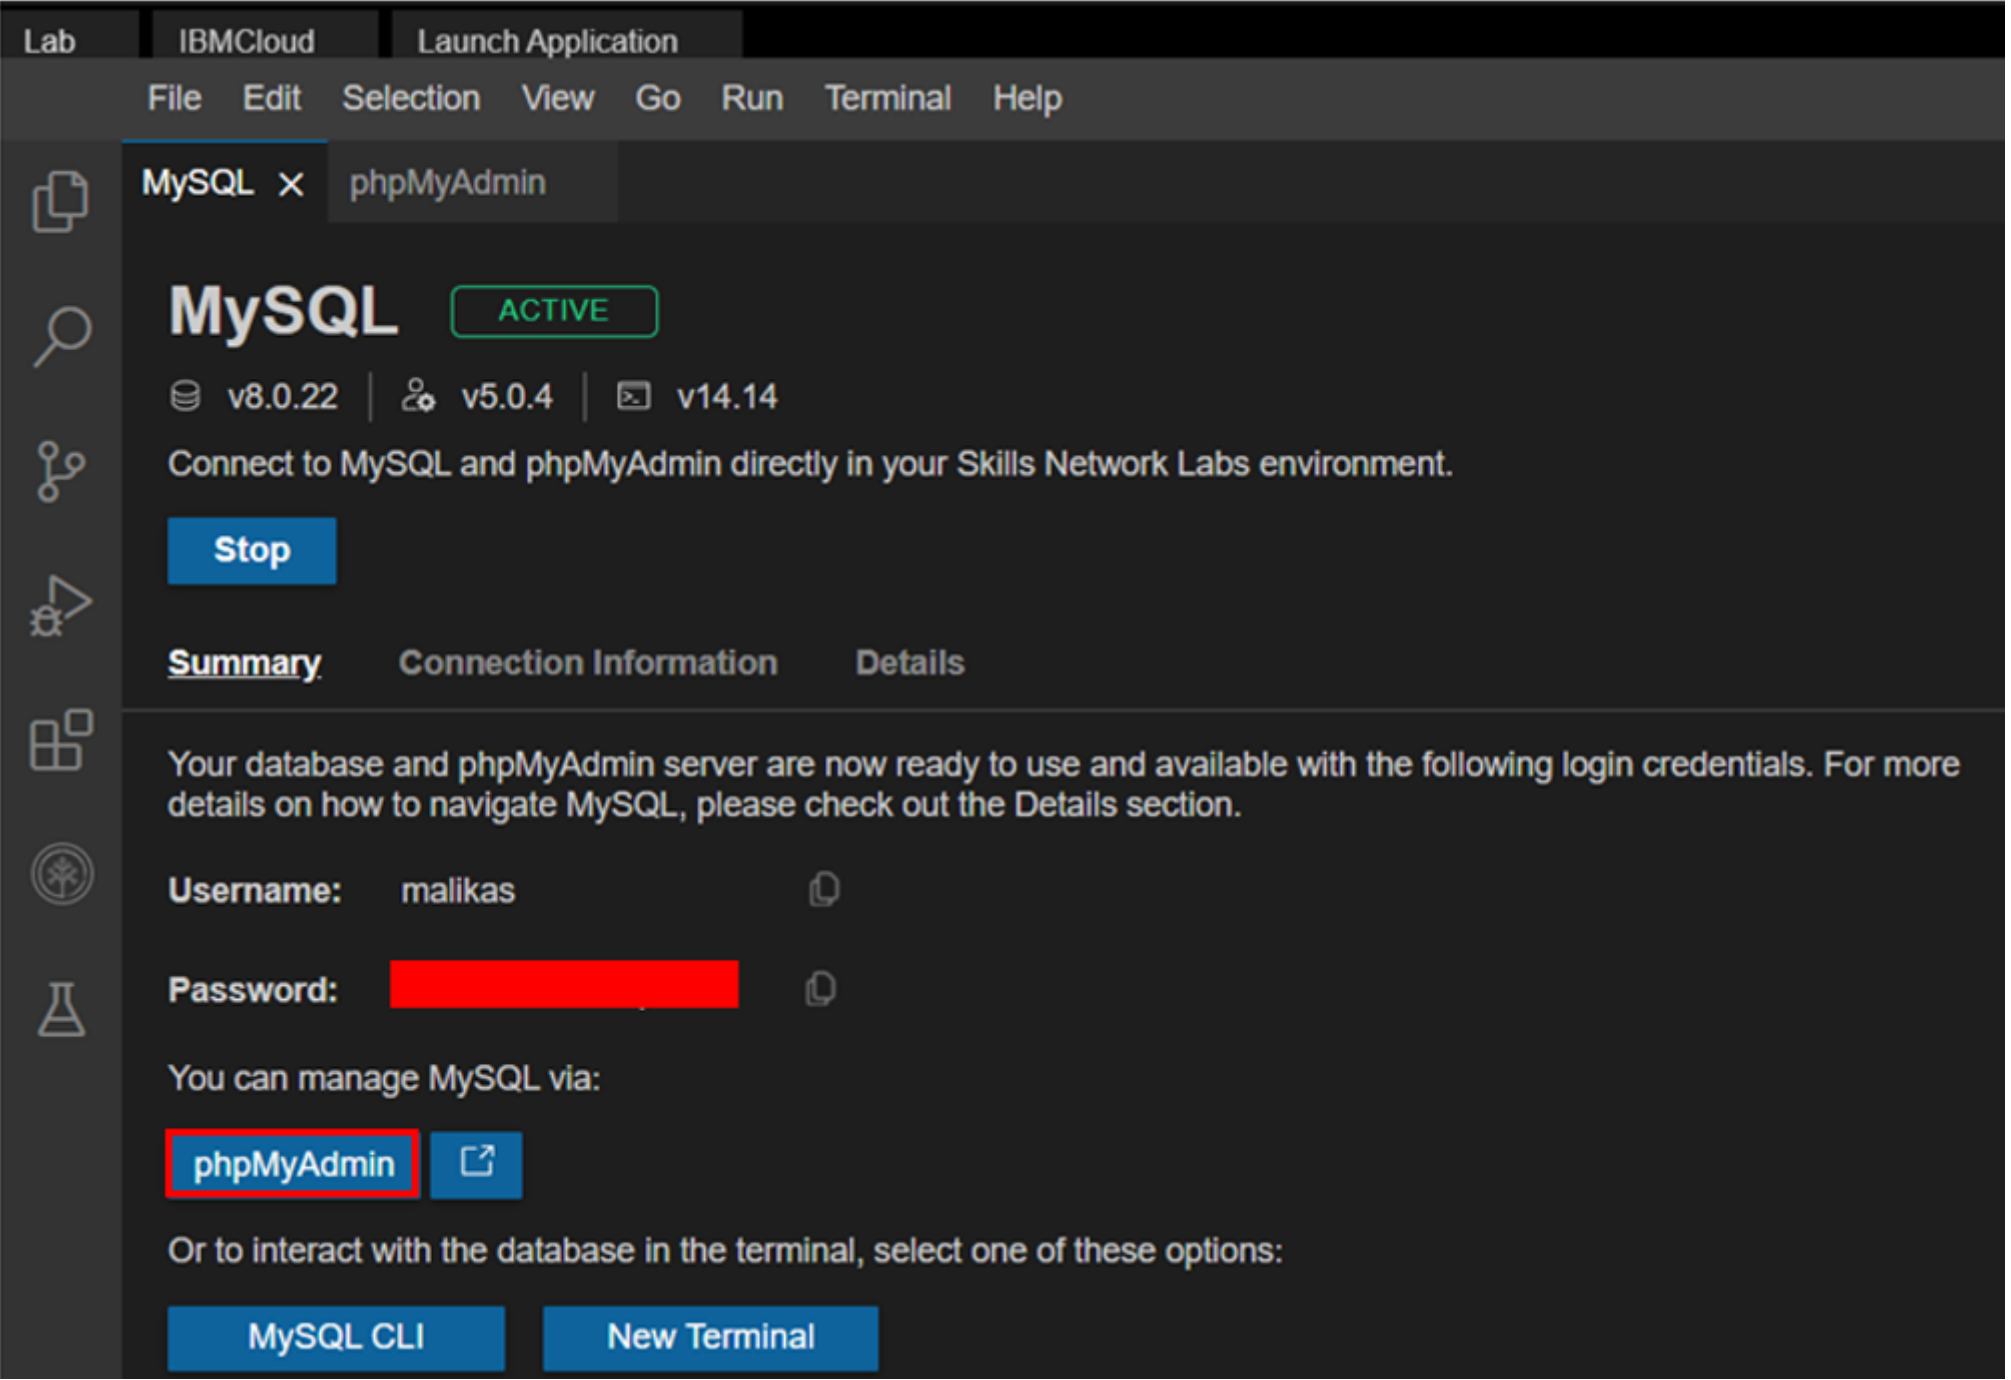 Lab IBMCloud Launch Application
File Edit Selection View Go Run Terminal Help
MySQL phpMyAdmin
MySQL ACTIVE
v8.0.22 v5.0.4 v14.14
Connect to MySQL and phpMyAdmin directly in your Skills Network Labs environment.
Stop
Summary Connection Information Details
Your database and phpMyAdmin server are now ready to use and available with the following login credentials. For more
details on how to navigate MySQL, please check out the Details section.
Username: malikas
Password:
You can manage MySQL via:
phpMyAdmin
Or to interact with the database in the terminal, select one of these options:
MySQL CLI New Terminal